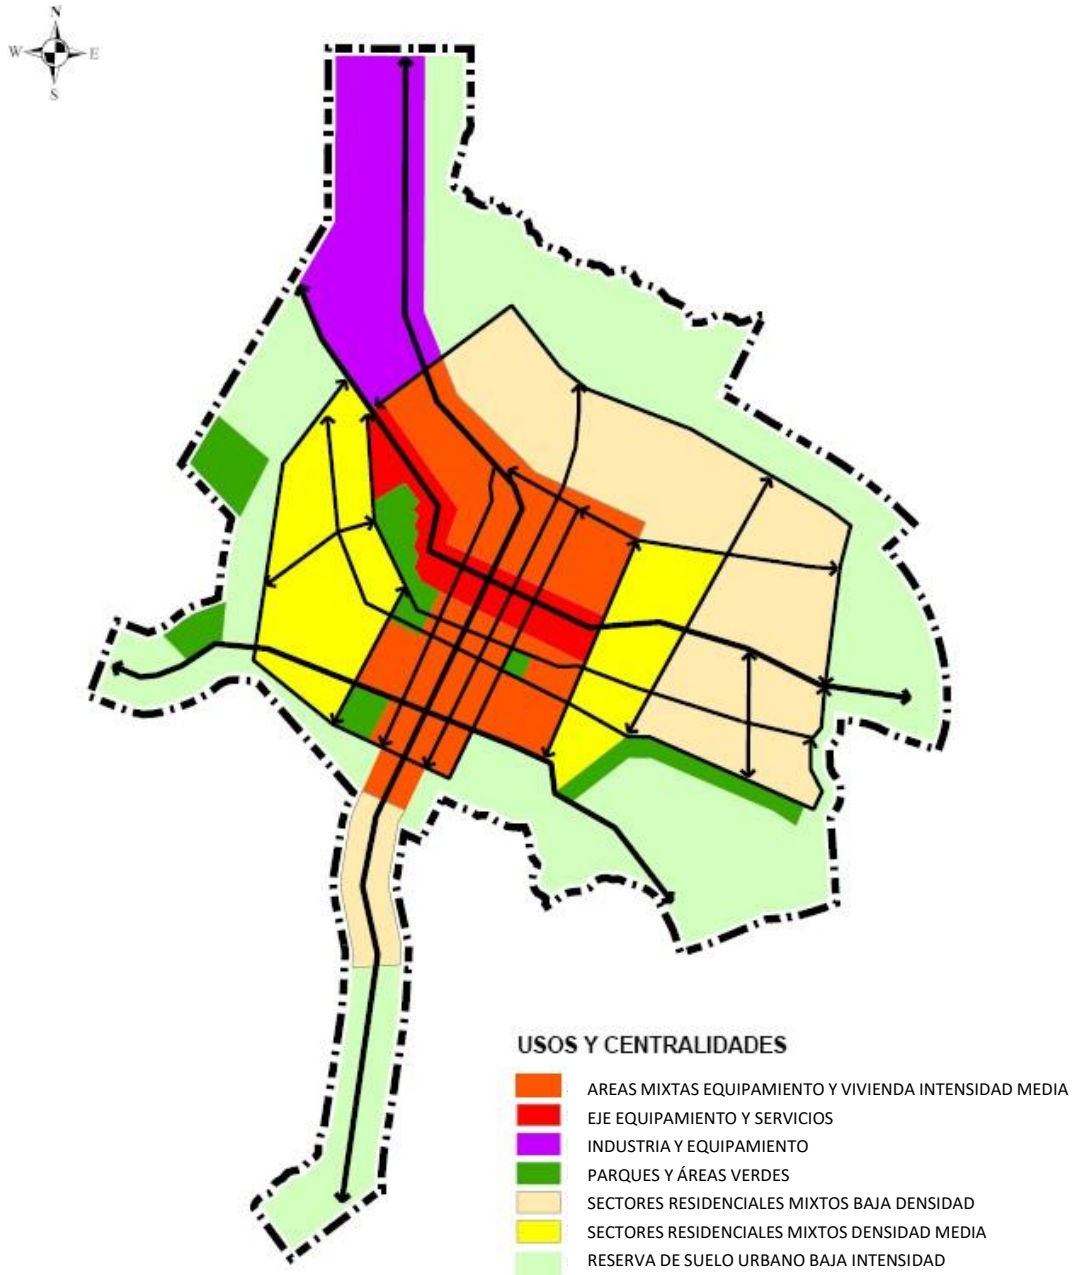 N
W E
S
USOS Y CENTRALIDADES
AREAS MIXTAS EQUIPAMIENTO Y VIVIENDA INTENSIDAD MEDIA
EJE EQUIPAMIENTO Y SERVICIOS
INDUSTRIA Y EQUIPAMIENTO
PARQUES Y ÁREAS VERDES
SECTORES RESIDENCIALES MIXTOS BAJA DENSIDAD
SECTORES RESIDENCIALES MIXTOS DENSIDAD MEDIA
RESERVA DE SUELO URBANO BAJA INTENSIDAD